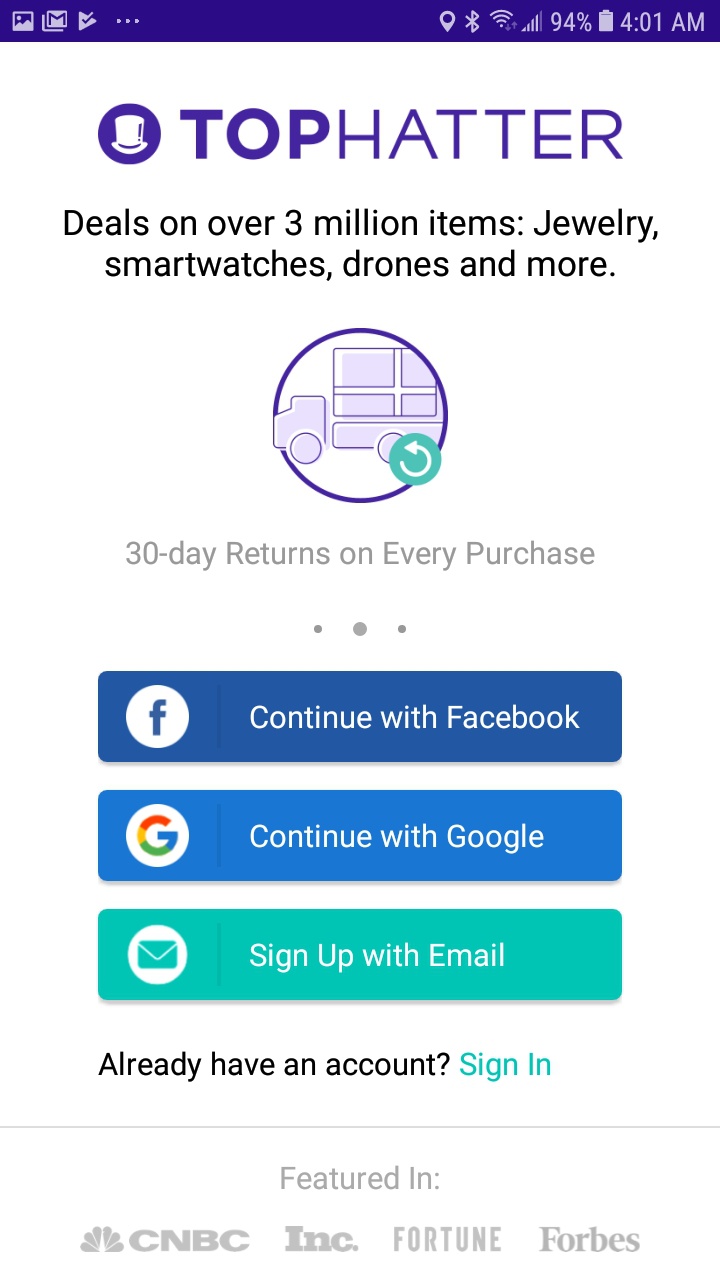 94% 4:01 AM
TOPHATTER
Deals on over 3 million items: Jewelry,
smartwatches, drones and more.
30-day Returns on Every Purchase
f Continue with Facebook
G Continue with Google
Sign Up with Email
Already have an account? Sign In
Featured In:
CNBC Inc. FORTUNE Forbes